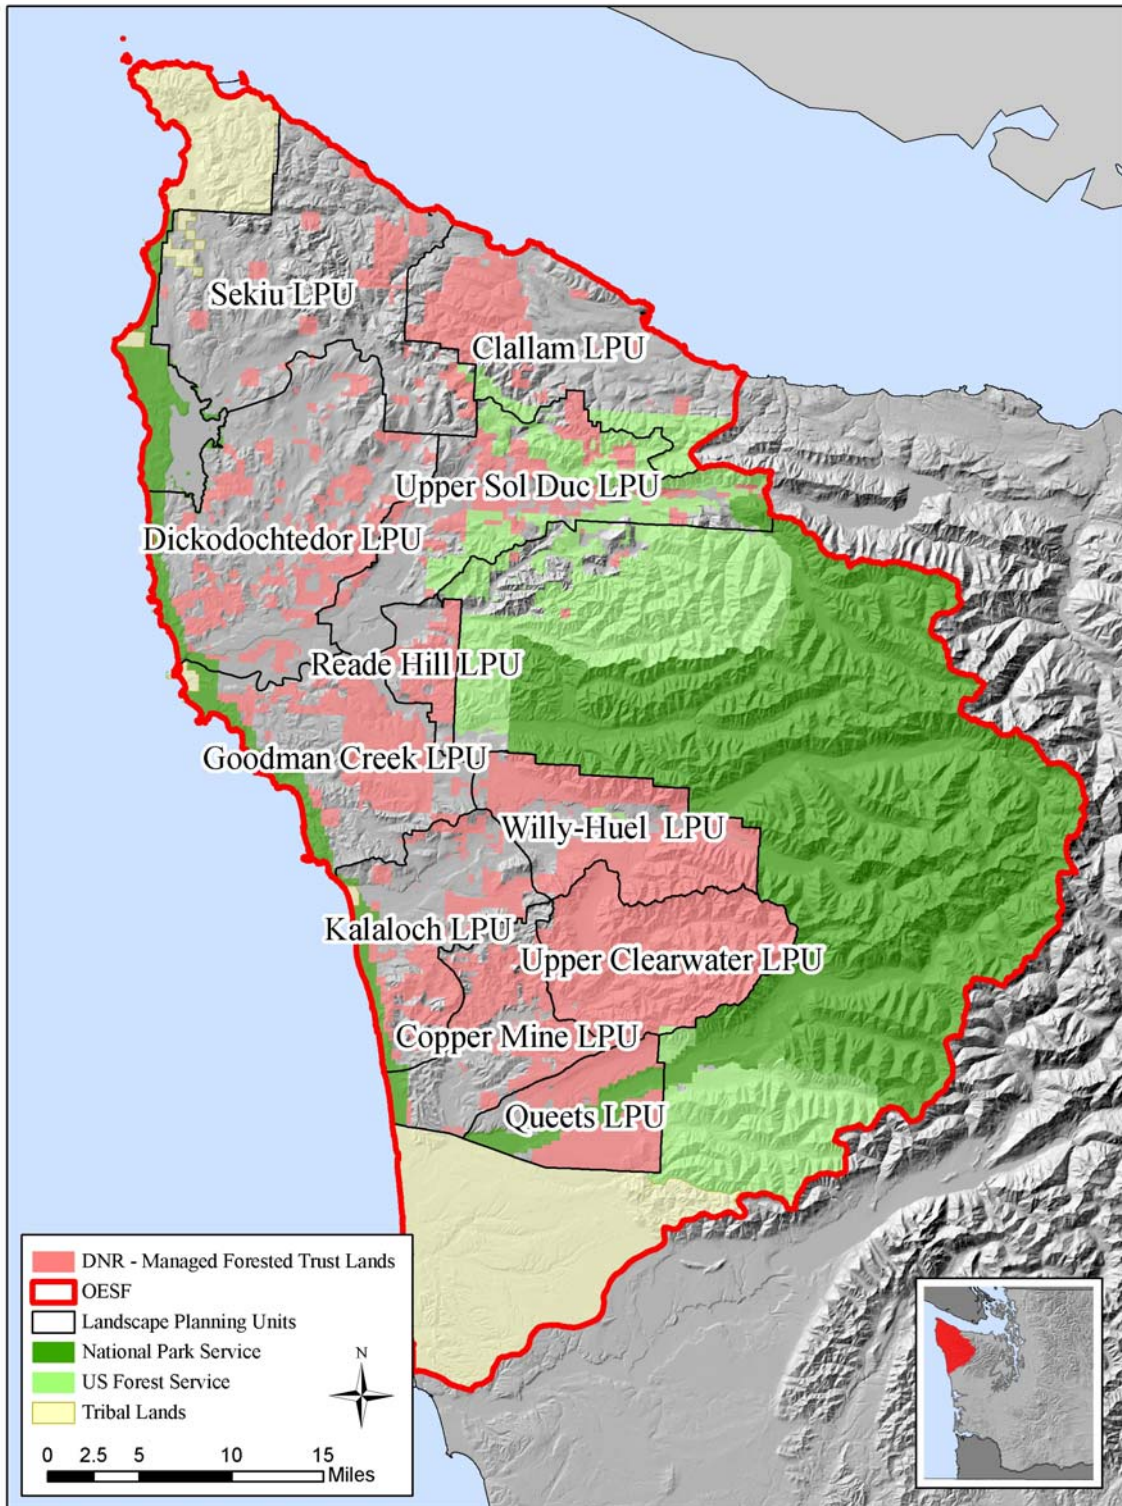 Sekiu LPU
Clallam LPU
Upper Sol Duc LPU
Dickodochtedor LPU
Reade Hill LPU
Goodman Creek LPU
Willy-Huel LPU
Kalaloch LPU
Upper Clearwater LPU
Copper Mine LPU
Queets LPU
DNR - Managed Forested Trust Lands
OESF
Landscape Planning Units
National Park Service
US Forest Service
Tribal Lands
N
0 2.5 5 10 15
Miles